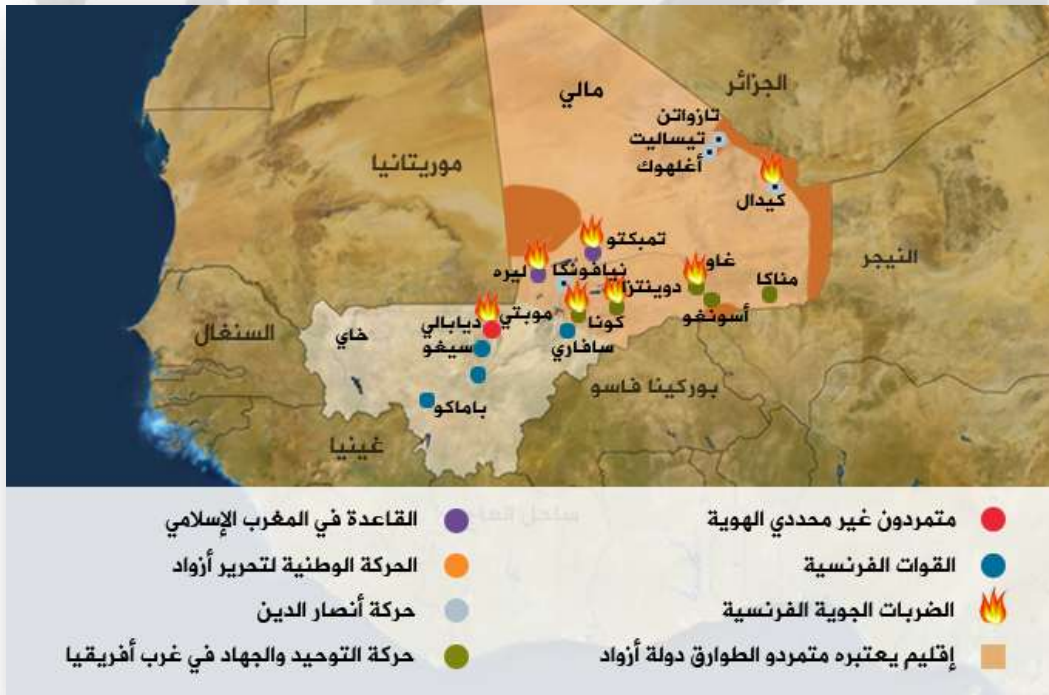 الجزائر
مالي
تازواتن
تيساليت
أغلهوك
موريتانيا
كيدال
تمبكتو
النيجر
غاو
نيافونكا
ليره
مناكا
دوينتزا
أسونغو
كونا
موبتي
ديابالي
السنغال
خاي
سيغو
سافاري
بوركينا فاسو
باماكو
غينيا
متمردون غير محددي الهوية
القوات الفرنسية
الضربات الجوية الفرنسية
إقليم يعتبره متمردو الطوارق دولة أزواد
القاعدة في المغرب الإسلامي
الحركة الوطنية لتحرير أزواد
حركة أنصار الدين
حركة التوحيد والجهاد في غرب أفريقيا